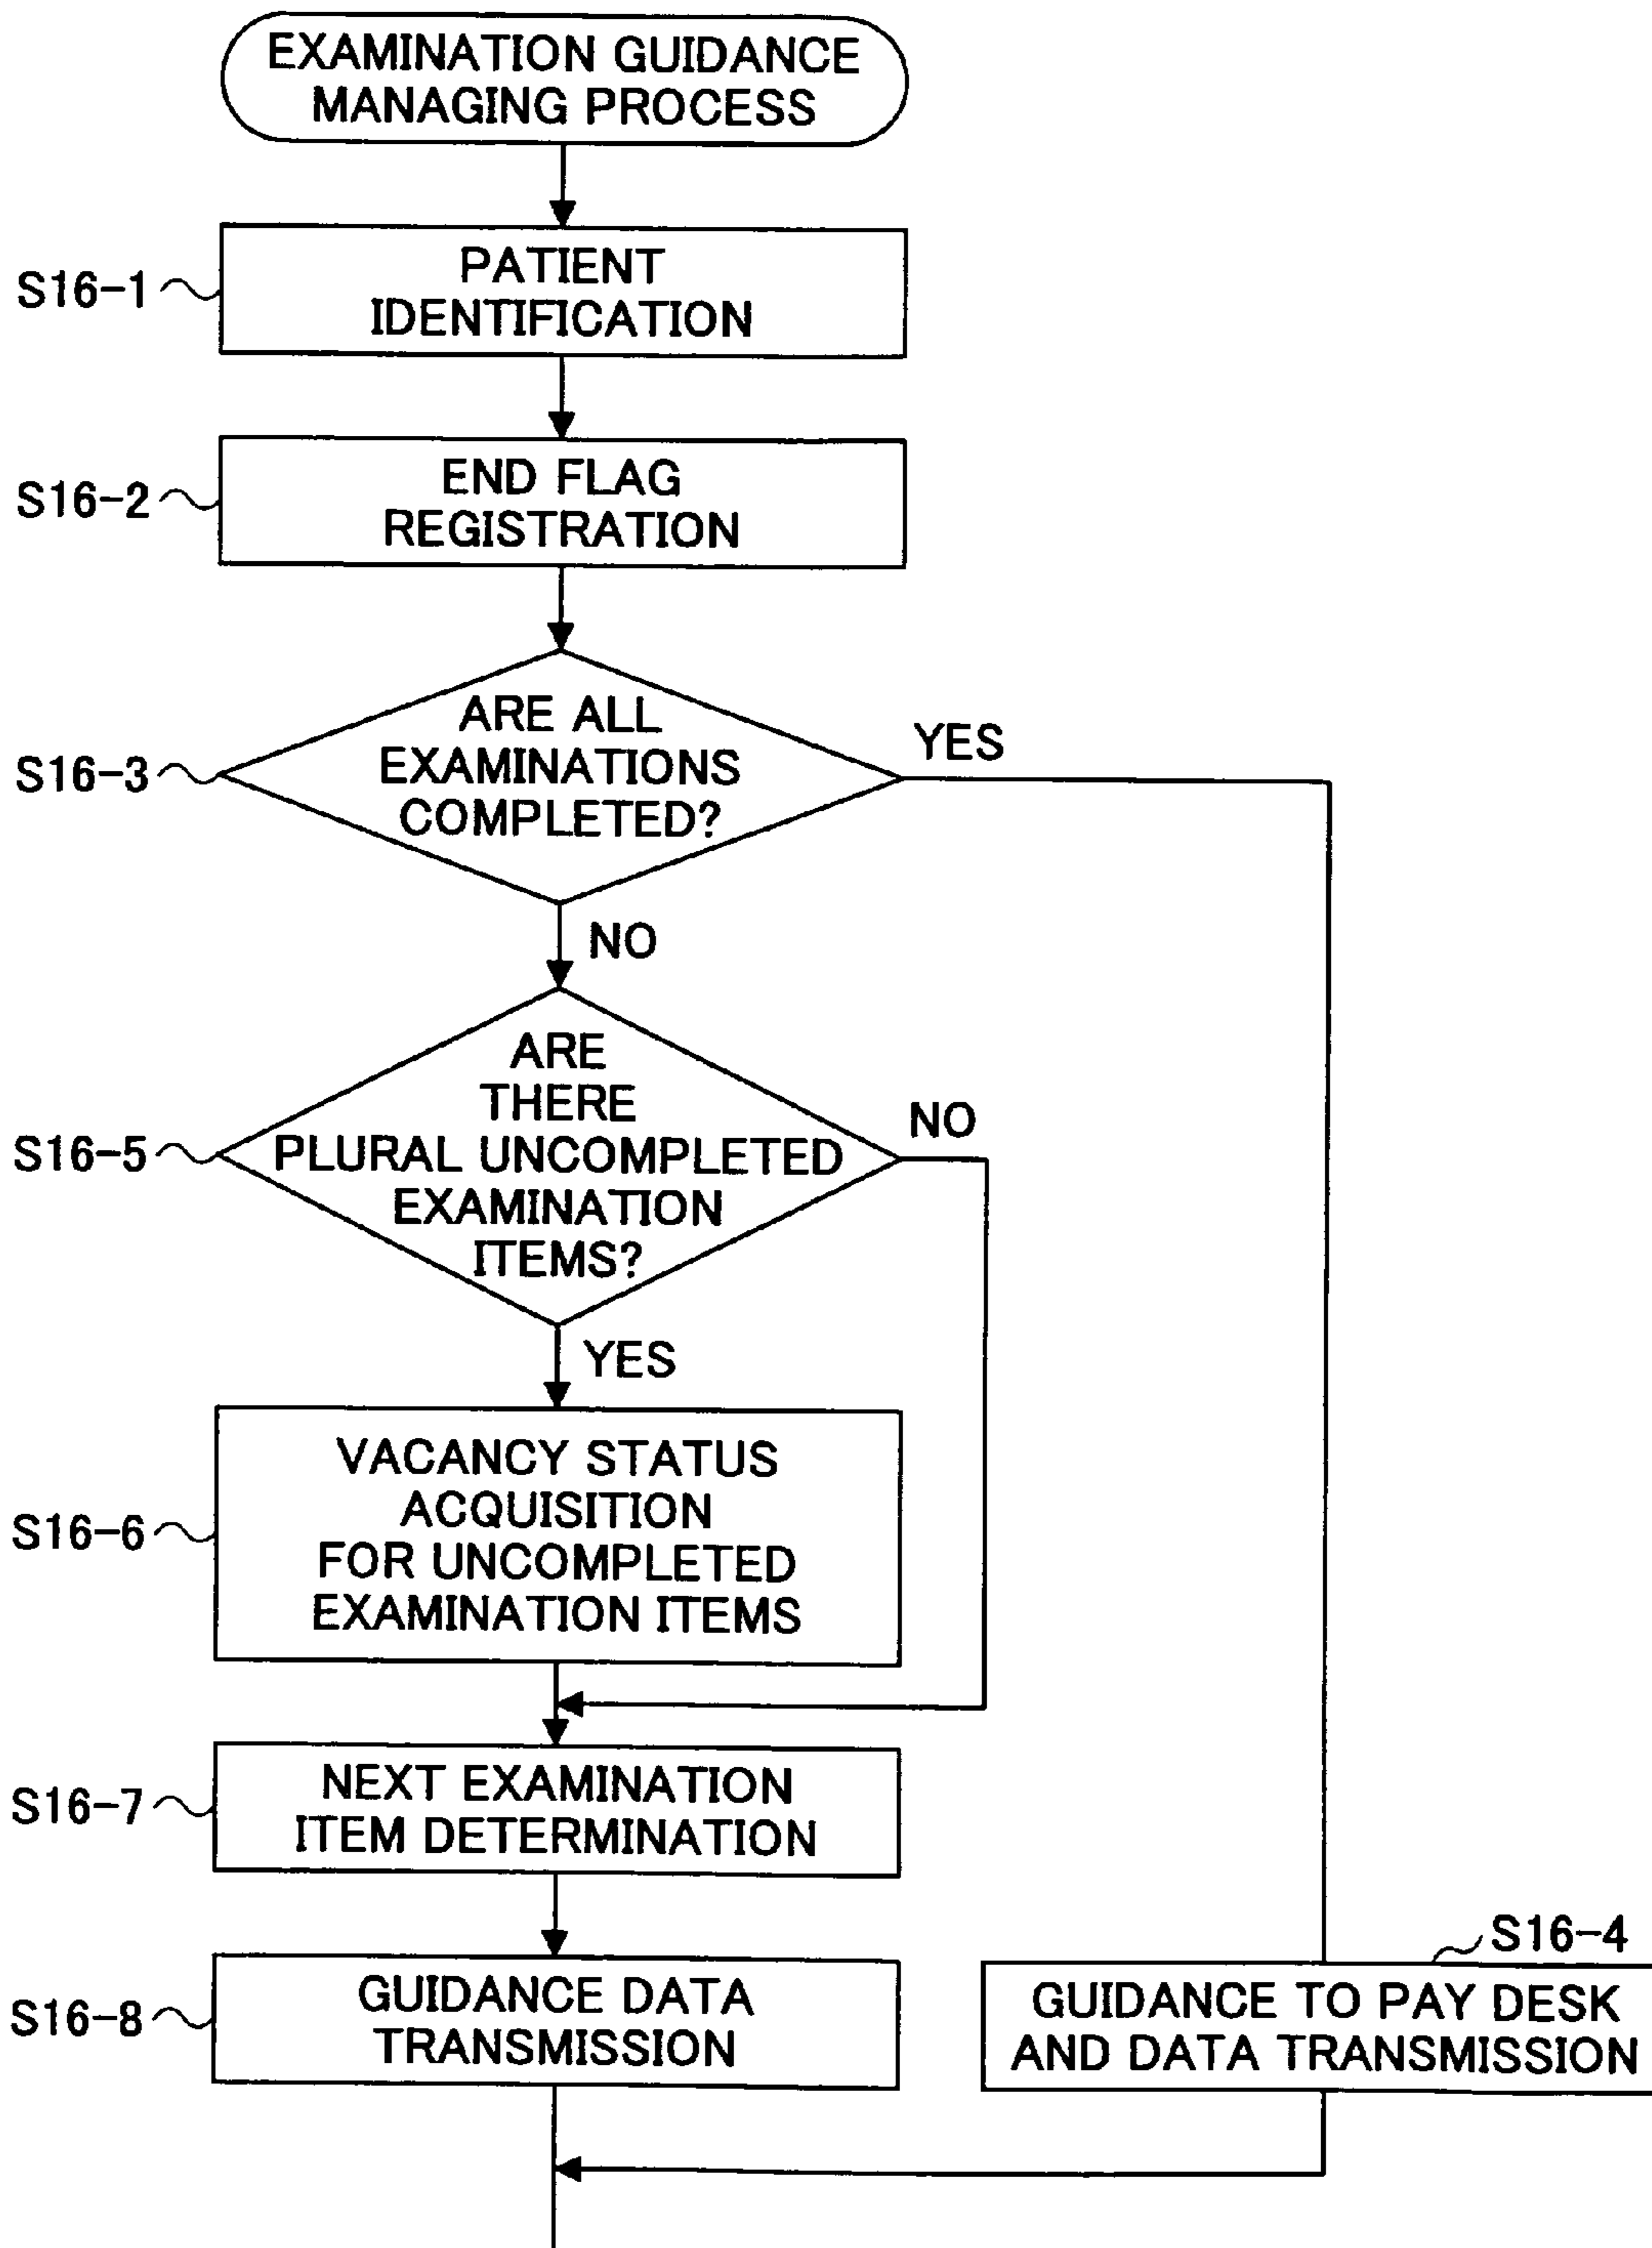 EXAMINATION GUIDANCE
MANAGING PROCESS
S16-1
PATIENT
IDENTIFICATION
S16-2
END FLAG
REGISTRATION
S16-3
ARE ALL
EXAMINATIONS
COMPLETED?
YES
NO
S16-5
ARE
THERE
PLURAL UNCOMPLETED
EXAMINATION
ITEMS?
NO
YES
S16-6
VACANCY STATUS
ACQUISITION
FOR UNCOMPLETED
EXAMINATION ITEMS
S16-7
NEXT EXAMINATION
ITEM DETERMINATION
S16-8
GUIDANCE DATA
TRANSMISSION
S16-4
GUIDANCE TO PAY DESK
AND DATA TRANSMISSION